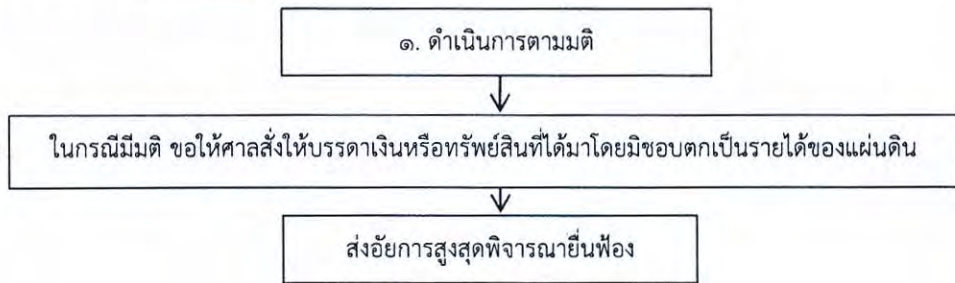 ๑. ดำเนินการตามมติ
ในกรณีมีมติ ขอให้ศาลสั่งให้บรรดาเงินหรือทรัพย์สินที่ได้มาโดยมิชอบตกเป็นรายได้ของแผ่นดิน
ส่งอัยการสูงสุดพิจารณายื่นฟ้อง